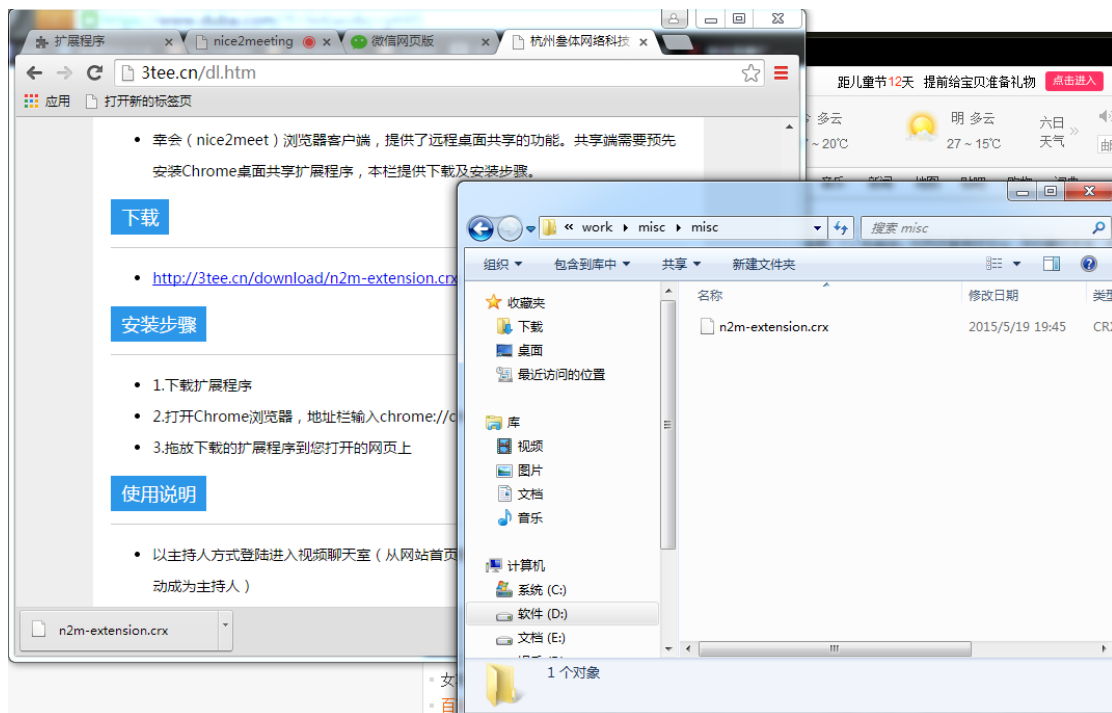 扩展程序
nice2meeting
微信网页版
杭州叁体网络科技
3tee.cn/dl.htm
应用
打开新的标签页
幸会（nice2meet）浏览器客户端，提供了远程桌面共享的功能。共享端需要预先
安装Chrome桌面共享扩展程序，本栏提供下载及安装步骤。
下载
http://3tee.cn/download/n2m-extension.crx
安装步骤
1.下载扩展程序
2.打开Chrome浏览器，地址栏输入chrome://
3.拖放下载的扩展程序到您打开的网页上
使用说明
以主持人方式登陆进入视频聊天室（从网站首页
动成为主持人）
n2m-extension.crx
距儿童节12天 提前给宝贝准备礼物
点击进入
多云
~ 20℃
明 多云
27 ~ 15℃
六日
天气
« work misc misc
搜索 misc
组织
包含到库中
共享
新建文件夹
名称
修改日期
类型
n2m-extension.crx
2015/5/19 19:45
CRX
收藏夹
下载
桌面
最近访问的位置
库
视频
图片
文档
音乐
计算机
系统 (C:)
软件 (D:)
文档 (E:)
1 个对象
女
百